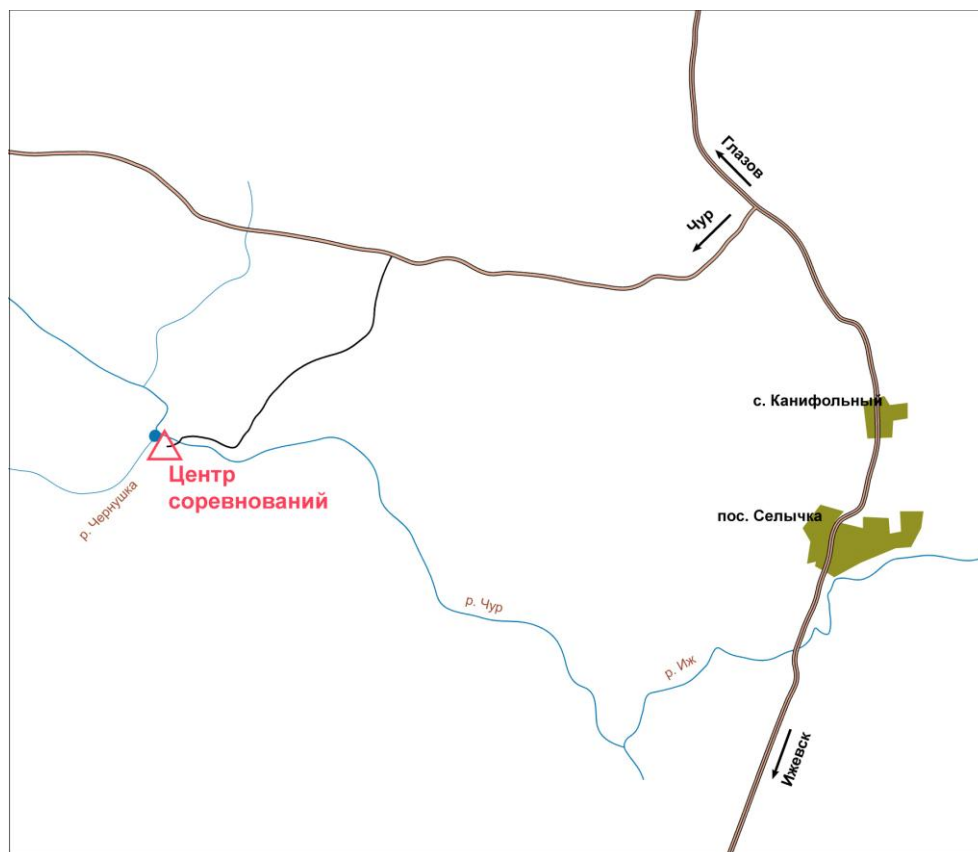 Глазов
Чур
с. Канифольный
Центр
соревнований
р. Чернушка
пос. Селычка
р. Чур
р. Иж
Ижевск